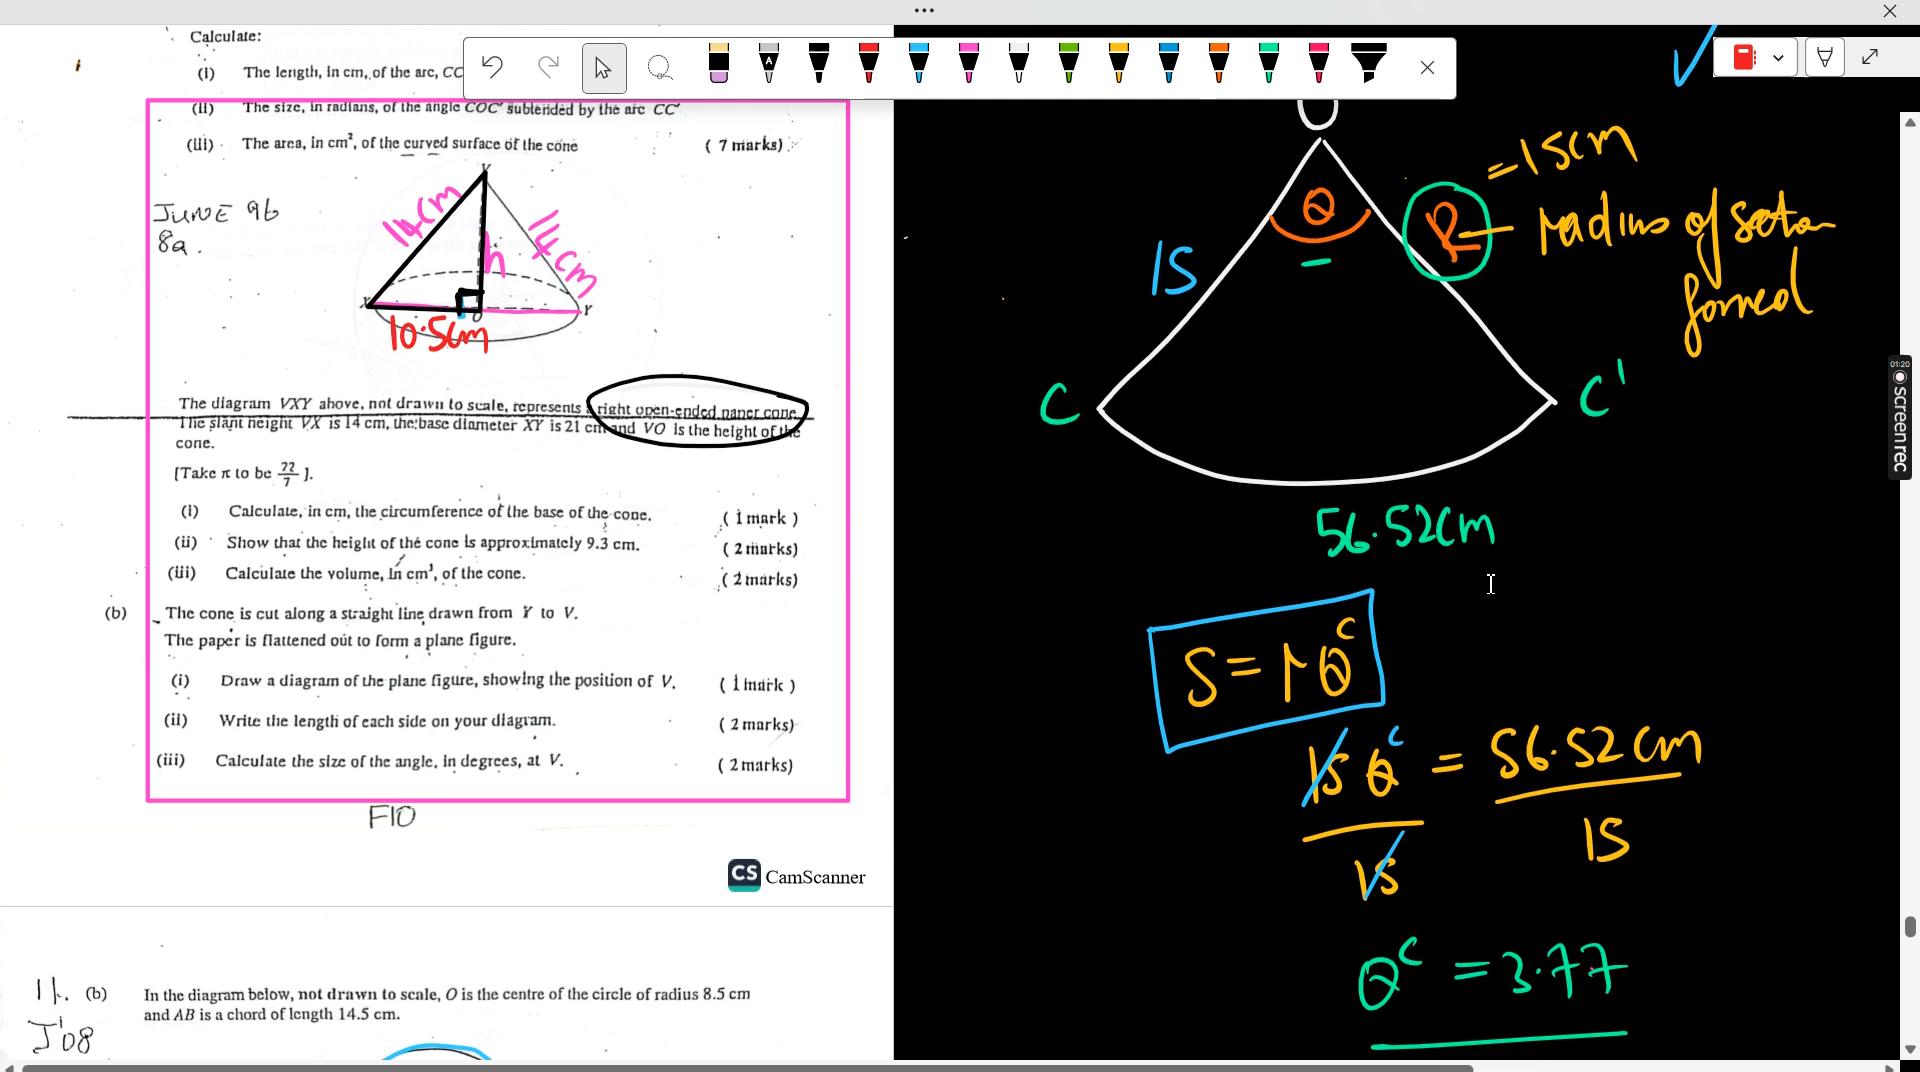 Calculate:
(i) The length, in cm, of the arc, CC
(ii) The size, in radians, of the angle COC' subtended by the arc CC'
(iii) The area, in cm², of the curved surface of the cone (7 marks)
JUNE 96
8a.
V
14cm
14cm
h
X
O
Y
10.5cm
The diagram VXY above, not drawn to scale, represents a right open-ended paper cone.
The slant height VX is 14 cm, the base diameter XY is 21 cm and VO is the height of the
cone.
[Take π to be 22/7 ].
(i) Calculate, in cm, the circumference of the base of the cone. (1 mark)
(ii) Show that the height of the cone is approximately 9.3 cm. (2 marks)
(iii) Calculate the volume, in cm³, of the cone. (2 marks)
(b) The cone is cut along a straight line drawn from Y to V.
The paper is flattened out to form a plane figure.
(i) Draw a diagram of the plane figure, showing the position of V. (1 mark)
(ii) Write the length of each side on your diagram. (2 marks)
(iii) Calculate the size of the angle, in degrees, at V. (2 marks)
F10
CS CamScanner
11. (b) In the diagram below, not drawn to scale, O is the centre of the circle of radius 8.5 cm
and AB is a chord of length 14.5 cm.
J'08
O
θ
15
R
=15cm
radius of sector
formed
C
C'
56.52cm
S = rθᶜ
15 θᶜ = 56.52cm
15 15
θᶜ = 3.77
01:20
screenrec